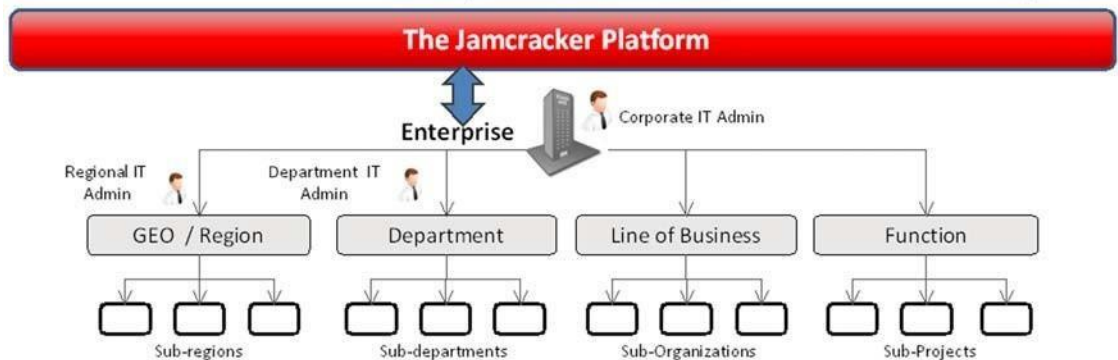 The Jamcracker Platform
Enterprise
Corporate IT Admin
Regional IT
Admin
Department IT
Admin
GEO / Region
Department
Line of Business
Function
Sub-regions
Sub-departments
Sub-Organizations
Sub-Projects